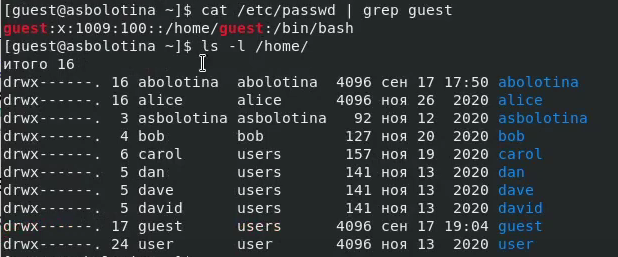 [guest@asbolotina ~]$ cat /etc/passwd | grep guest
guest:x:1009:100::/home/guest:/bin/bash
[guest@asbolotina ~]$ ls -l /home/
итого 16
drwx------. 16 abolotina  abolotina  4096 сен 17 17:50 abolotina
drwx------. 16 alice      alice      4096 ноя 26  2020 alice
drwx------.  3 asbolotina asbolotina   92 ноя 12  2020 asbolotina
drwx------.  4 bob        bob         127 ноя 20  2020 bob
drwx------.  6 carol      users       157 ноя 19  2020 carol
drwx------.  5 dan        users       141 ноя 13  2020 dan
drwx------.  5 dave       users       141 ноя 13  2020 dave
drwx------.  5 david      users       141 ноя 13  2020 david
drwx------. 17 guest      users      4096 сен 17 19:04 guest
drwx------. 24 user       user       4096 ноя 13  2020 user